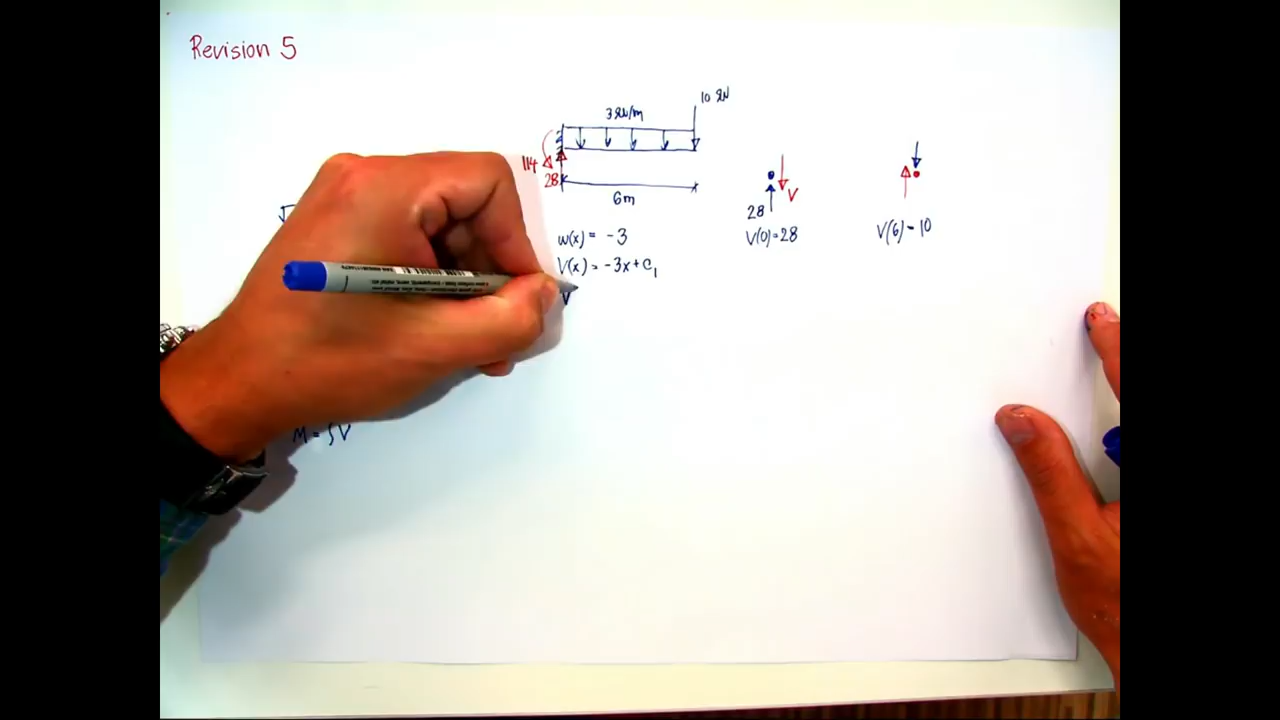 Revision 5
10 kN
3 kN/m
114
28
6m
V
28
w(x) = -3
V(0)=28
V(6)=10
V(x) = -3x+C₁
V
M = ∫V